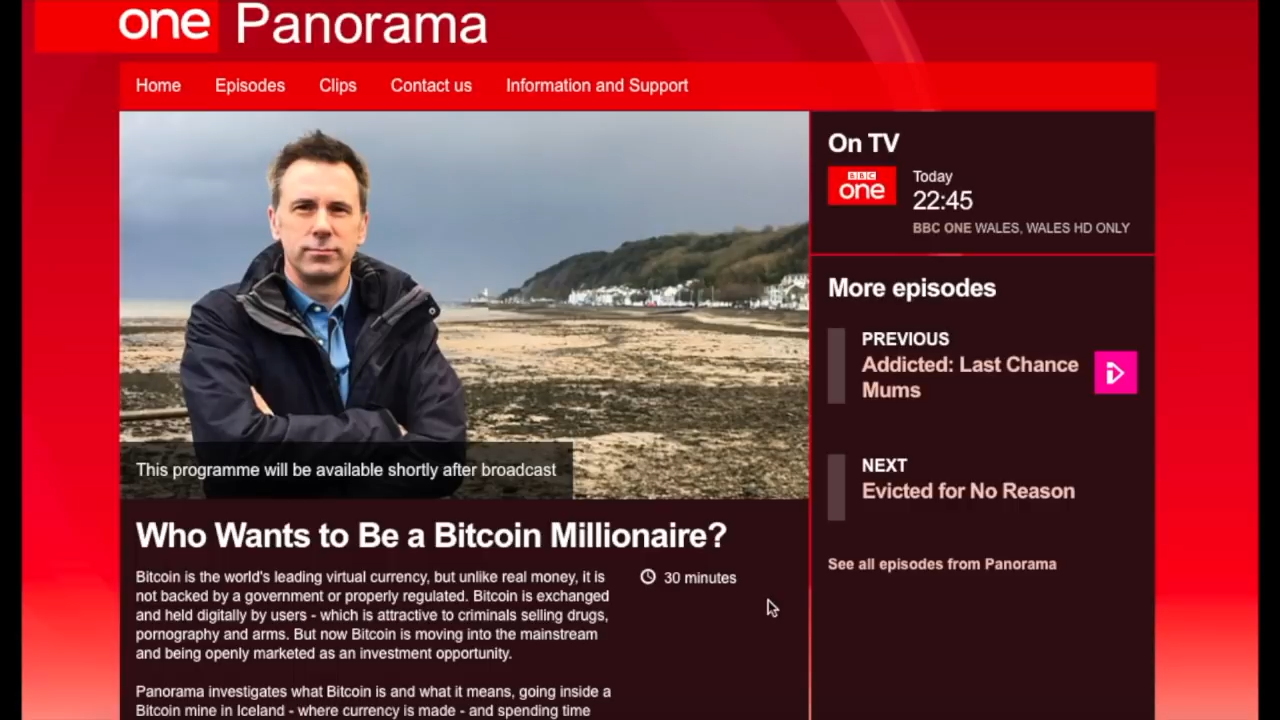 one Panorama
Home Episodes Clips Contact us Information and Support
This programme will be available shortly after broadcast
Who Wants to Be a Bitcoin Millionaire?
Bitcoin is the world's leading virtual currency, but unlike real money, it is
not backed by a government or properly regulated. Bitcoin is exchanged
and held digitally by users - which is attractive to criminals selling drugs,
pornography and arms. But now Bitcoin is moving into the mainstream
and being openly marketed as an investment opportunity.
Panorama investigates what Bitcoin is and what it means, going inside a
Bitcoin mine in Iceland - where currency is made - and spending time
30 minutes
On TV
BBC
one
Today
22:45
BBC ONE WALES, WALES HD ONLY
More episodes
PREVIOUS
Addicted: Last Chance
Mums
NEXT
Evicted for No Reason
See all episodes from Panorama